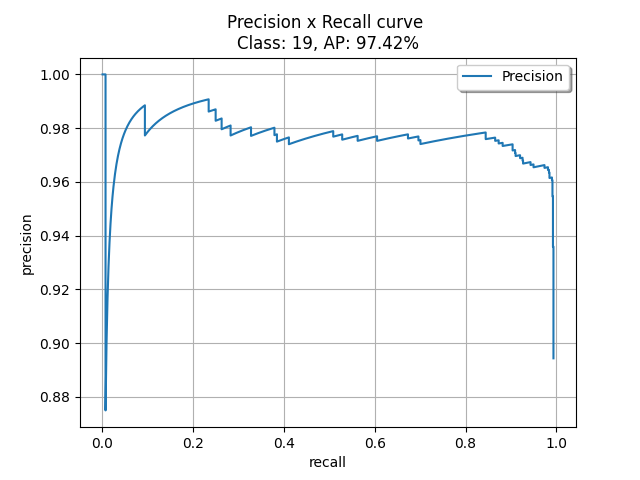 Precision x Recall curve
Class: 19, AP: 97.42%
Precision
1.00
0.98
0.96
0.94
0.92
0.90
0.88
precision
0.0 0.2 0.4 0.6 0.8 1.0
recall